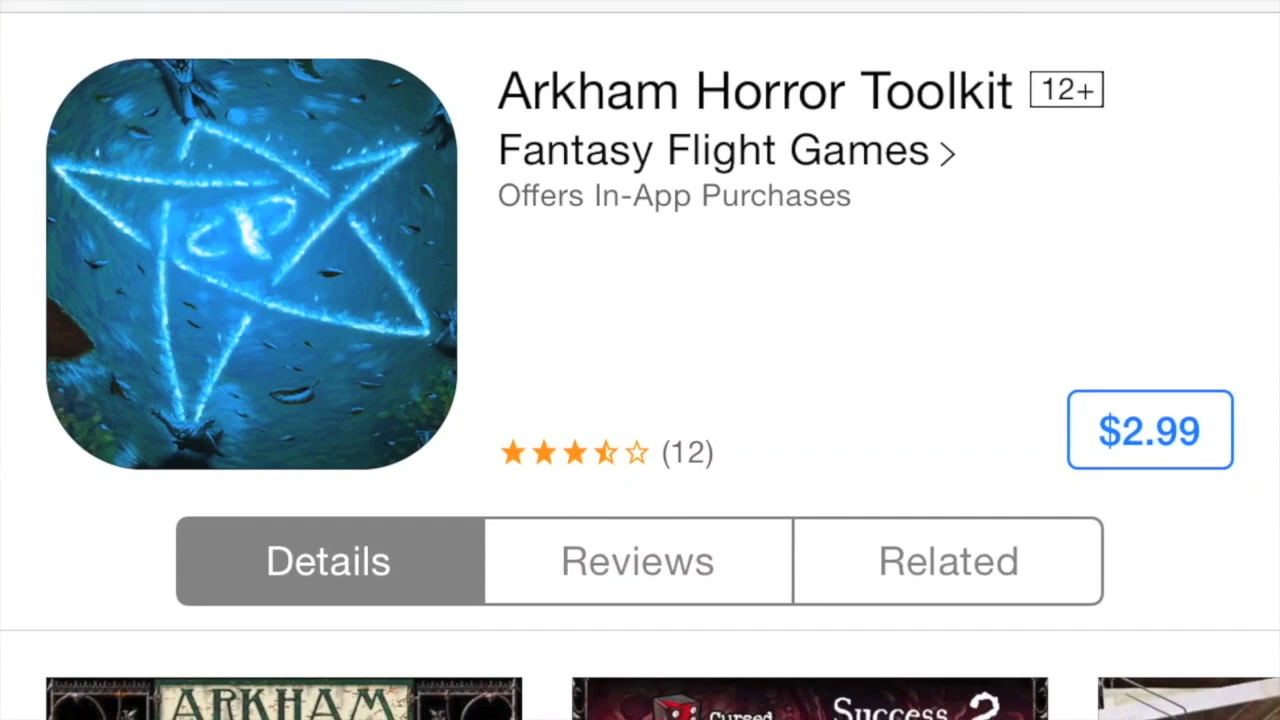 Arkham Horror Toolkit 12+
Fantasy Flight Games >
Offers In-App Purchases
(12)
$2.99
Details Reviews Related
ARKHAM
Cursed Success ?